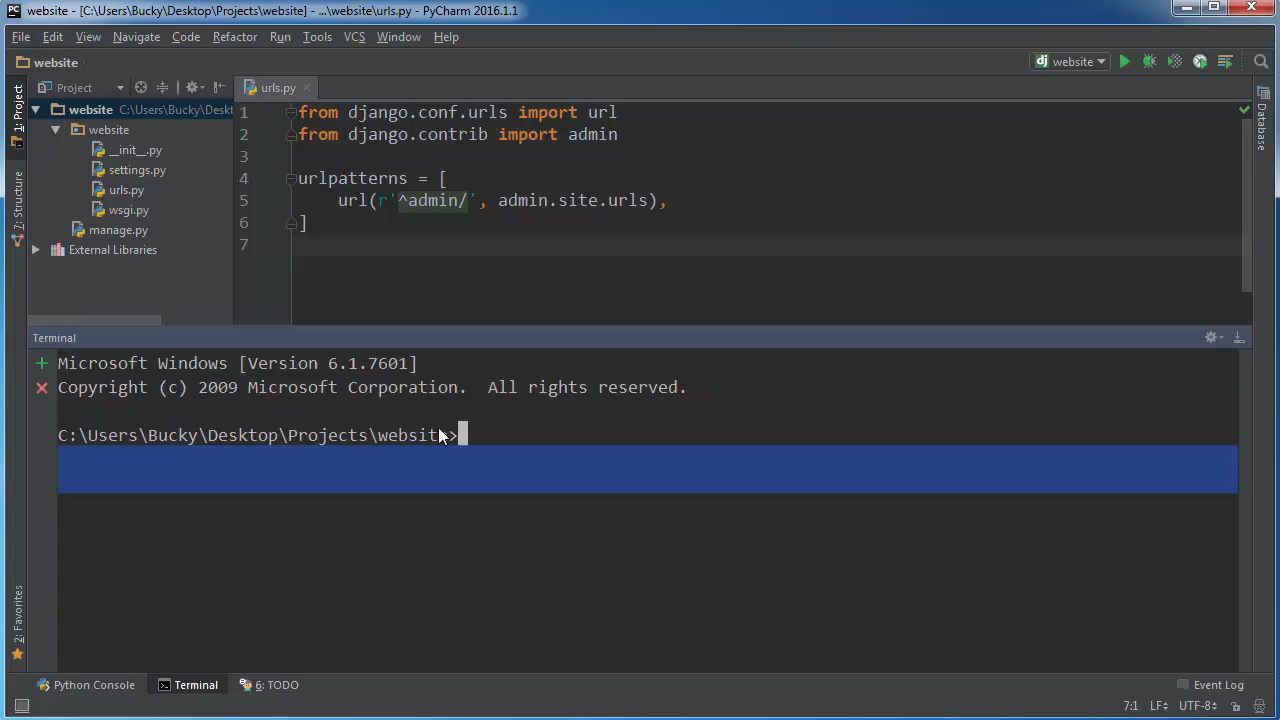 website - [C:\Users\Bucky\Desktop\Projects\website] - ...\website\urls.py - PyCharm 2016.1.1
File Edit View Navigate Code Refactor Run Tools VCS Window Help
website
dj website
Project
urls.py
1: Project
7: Structure
2: Favorites
Database
website C:\Users\Bucky\Deskt
website
__init__.py
settings.py
urls.py
wsgi.py
manage.py
External Libraries
1 from django.conf.urls import url
2 from django.contrib import admin
3
4 urlpatterns = [
5 url(r'^admin/', admin.site.urls),
6 ]
7
Terminal
Microsoft Windows [Version 6.1.7601]
Copyright (c) 2009 Microsoft Corporation.  All rights reserved.
C:\Users\Bucky\Desktop\Projects\website>
Python Console Terminal 6: TODO Event Log
7:1 LF UTF-8